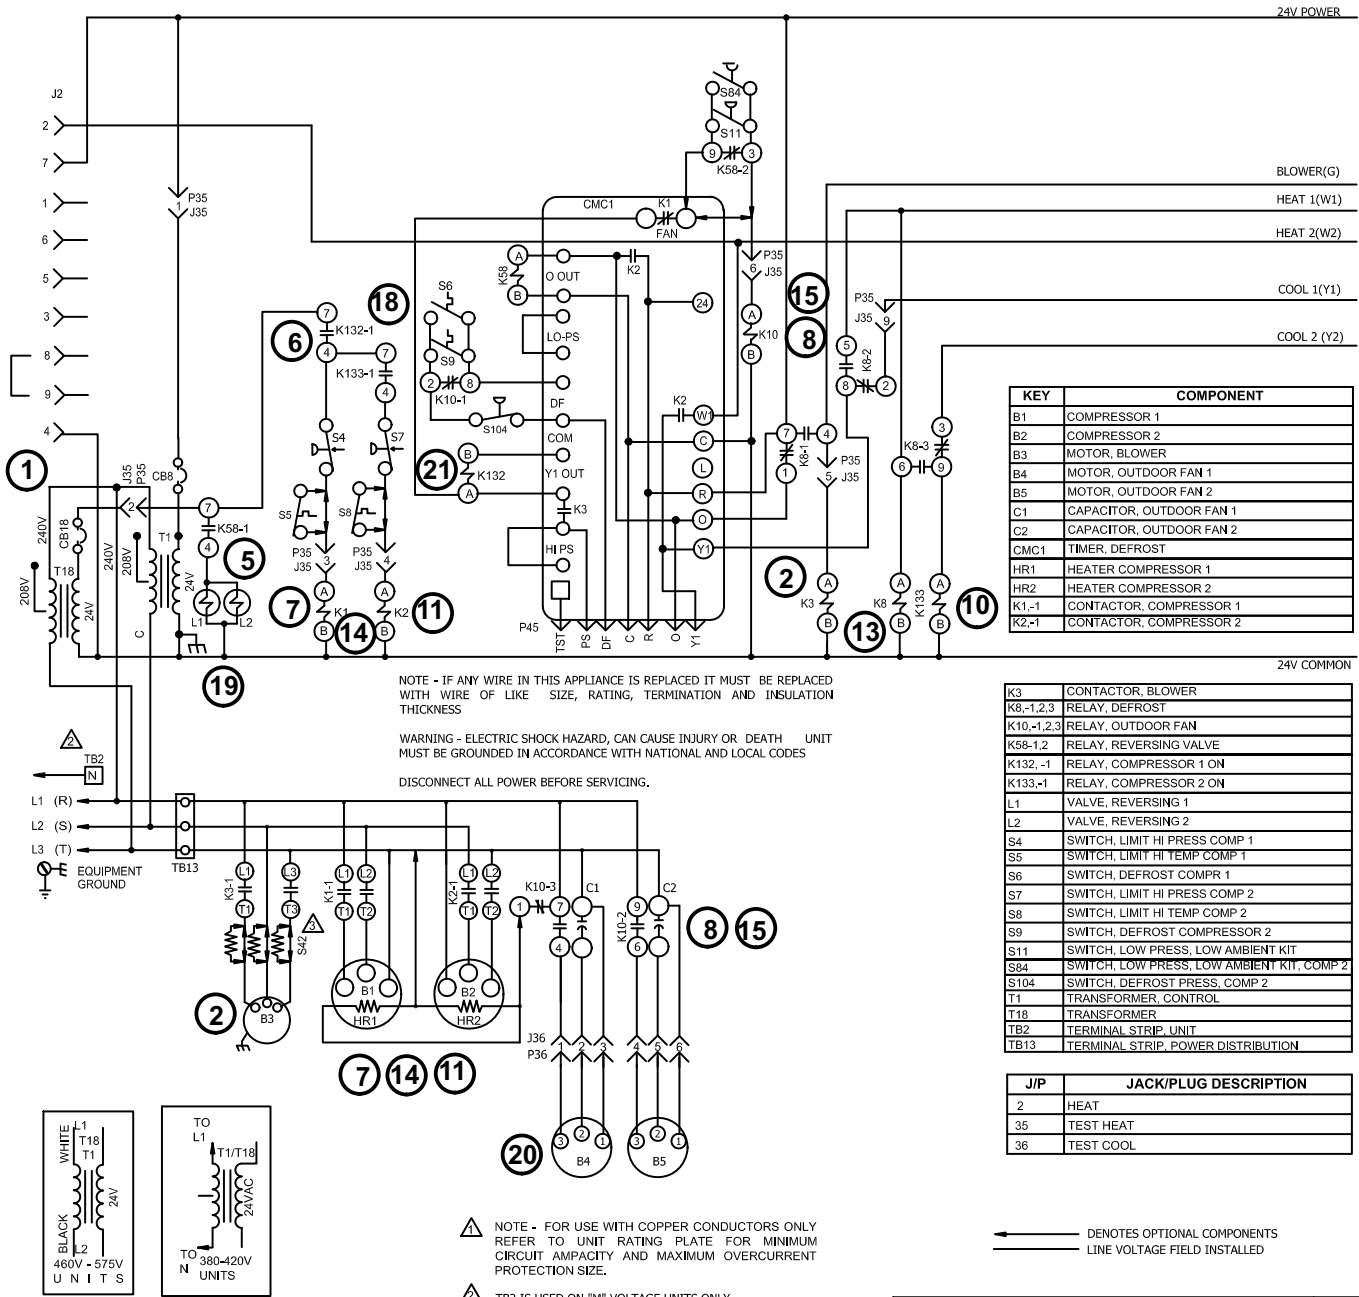 24V POWER
J2
2
7
1
6
5
3
8
9
4
P35
1
J35
S84
S11
9
3
K58-2
BLOWER(G)
HEAT 1(W1)
HEAT 2(W2)
COOL 1(Y1)
COOL 2 (Y2)
CMC1
K1
FAN
A
K58
B
O OUT
K2
LO-PS
DF
COM
Y1 OUT
K3
HI PS
24
K2
W1
C
L
R
O
Y1
P45
TST
PS
DF
C
R
O
Y1
P35
6
J35
A
K10
B
15
8
18
6
7
K132-1
4
7
K133-1
4
S6
S9
2
8
K10-1
S104
21
B
K132
A
S4
S7
S5
S8
P35
3
J35
P35
4
J35
7
A
K1
B
14
A
K2
B
11
7
4
K8-1
1
P35
5
J35
5
8
K8-2
2
P35
J35
9
3
K8-3
6
9
2
A
K3
B
13
A
K8
B
K133
A
B
10
1
J35
P35
2
CB8
7
K58-1
4
5
240V
CB18
240V
208V
T1
24V
208V
T18
24V
C
L1
L2
19
24V COMMON
KEY COMPONENT
B1 COMPRESSOR 1
B2 COMPRESSOR 2
B3 MOTOR, BLOWER
B4 MOTOR, OUTDOOR FAN 1
B5 MOTOR, OUTDOOR FAN 2
C1 CAPACITOR, OUTDOOR FAN 1
C2 CAPACITOR, OUTDOOR FAN 2
CMC1 TIMER, DEFROST
HR1 HEATER COMPRESSOR 1
HR2 HEATER COMPRESSOR 2
K1,-1 CONTACTOR, COMPRESSOR 1
K2,-1 CONTACTOR, COMPRESSOR 2
K3 CONTACTOR, BLOWER
K8,-1,2,3 RELAY, DEFROST
K10,-1,2,3 RELAY, OUTDOOR FAN
K58-1,2 RELAY, REVERSING VALVE
K132, -1 RELAY, COMPRESSOR 1 ON
K133,-1 RELAY, COMPRESSOR 2 ON
L1 VALVE, REVERSING 1
L2 VALVE, REVERSING 2
S4 SWITCH, LIMIT HI PRESS COMP 1
S5 SWITCH, LIMIT HI TEMP COMP 1
S6 SWITCH, DEFROST COMPR 1
S7 SWITCH, LIMIT HI PRESS COMP 2
S8 SWITCH, LIMIT HI TEMP COMP 2
S9 SWITCH, DEFROST COMPRESSOR 2
S11 SWITCH, LOW PRESS, LOW AMBIENT KIT
S84 SWITCH, LOW PRESS, LOW AMBIENT KIT, COMP 2
S104 SWITCH, DEFROST PRESS, COMP 2
T1 TRANSFORMER, CONTROL
T18 TRANSFORMER
TB2 TERMINAL STRIP, UNIT
TB13 TERMINAL STRIP, POWER DISTRIBUTION
J/P JACK/PLUG DESCRIPTION
2 HEAT
35 TEST HEAT
36 TEST COOL
NOTE - IF ANY WIRE IN THIS APPLIANCE IS REPLACED IT MUST BE REPLACED
WITH WIRE OF LIKE SIZE, RATING, TERMINATION AND INSULATION
THICKNESS
WARNING - ELECTRIC SHOCK HAZARD, CAN CAUSE INJURY OR DEATH UNIT
MUST BE GROUNDED IN ACCORDANCE WITH NATIONAL AND LOCAL CODES
DISCONNECT ALL POWER BEFORE SERVICING.
2
TB2
N
L1 (R)
L2 (S)
L3 (T)
EQUIPMENT
GROUND
TB13
L1
K3-1
T1
L3
T3
S42
3
2
B3
L1
L2
K1-1
T1
T2
B1
HR1
L1
L2
K2-1
T1
T2
B2
HR2
7
14
11
1
K10-3
7
4
C1
9
K10-2
6
C2
8
15
J36
1
2
3
4
5
6
P36
20
3
2
1
B4
3
2
1
B5
WHITE
L1
T18
T1
24V
BLACK
L2
460V - 575V
U N I T S
TO
L1
T1/T18
24VAC
TO
N
380-420V
UNITS
1
NOTE - FOR USE WITH COPPER CONDUCTORS ONLY
REFER TO UNIT RATING PLATE FOR MINIMUM
CIRCUIT AMPACITY AND MAXIMUM OVERCURRENT
PROTECTION SIZE.
2
TB2 IS USED ON "M" VOLTAGE UNITS ONLY
DENOTES OPTIONAL COMPONENTS
LINE VOLTAGE FIELD INSTALLED